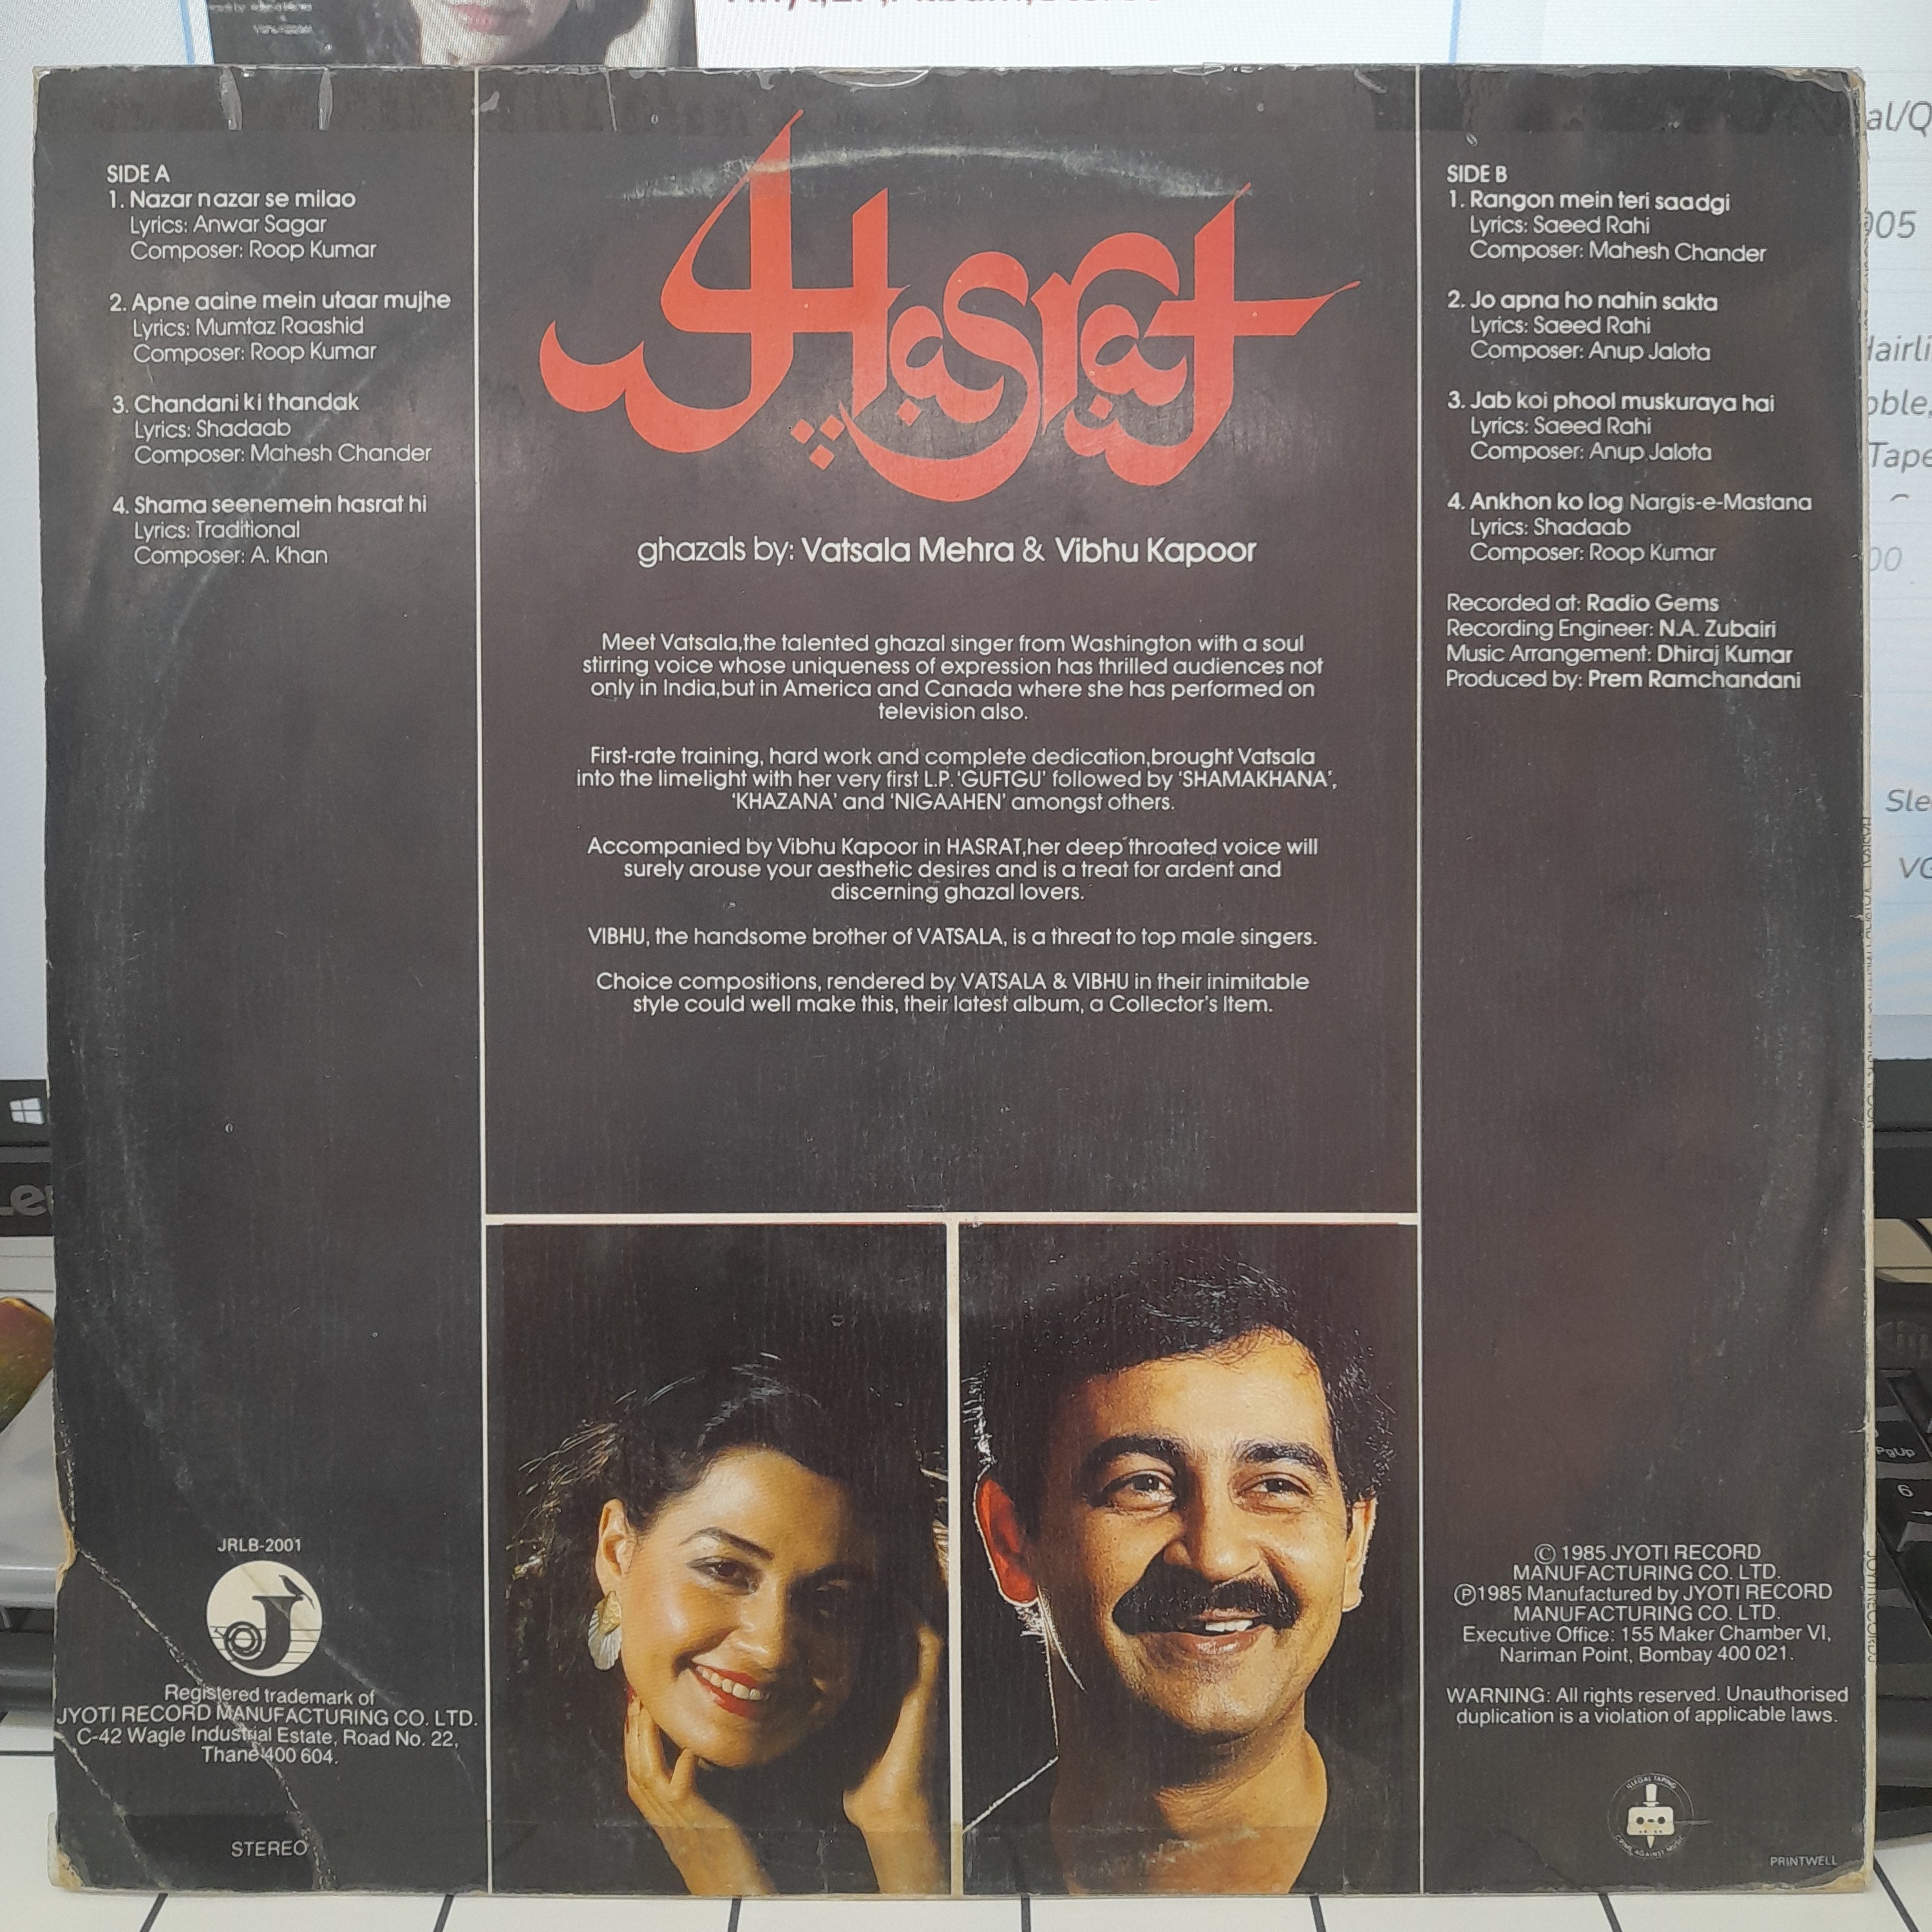 SIDE A
1. Nazar nazar se milao
Lyrics: Anwar Sagar
Composer: Roop Kumar
2. Apne aaine mein utaar mujhe
Lyrics: Mumtaz Raashid
Composer: Roop Kumar
3. Chandani ki thandak
Lyrics: Shadaab
Composer: Mahesh Chander
4. Shama seenemein hasrat hi
Lyrics: Traditional
Composer: A. Khan
Hasrat
ghazals by: Vatsala Mehra & Vibhu Kapoor
Meet Vatsala,the talented ghazal singer from Washington with a soul
stirring voice whose uniqueness of expression has thrilled audiences not
only in India,but in America and Canada where she has performed on
television also.
First-rate training, hard work and complete dedication,brought Vatsala
into the limelight with her very first L.P. 'GUFTGU' followed by 'SHAMAKHANA',
'KHAZANA' and 'NIGAAHEN' amongst others.
Accompanied by Vibhu Kapoor in HASRAT,her deep throated voice will
surely arouse your aesthetic desires and is a treat for ardent and
discerning ghazal lovers.
VIBHU, the handsome brother of VATSALA, is a threat to top male singers.
Choice compositions, rendered by VATSALA & VIBHU in their inimitable
style could well make this, their latest album, a Collector's Item.
SIDE B
1. Rangon mein teri saadgi
Lyrics: Saeed Rahi
Composer: Mahesh Chander
2. Jo apna ho nahin sakta
Lyrics: Saeed Rahi
Composer: Anup Jalota
3. Jab koi phool muskuraya hai
Lyrics: Saeed Rahi
Composer: Anup Jalota
4. Ankhon ko log Nargis-e-Mastana
Lyrics: Shadaab
Composer: Roop Kumar
Recorded at: Radio Gems
Recording Engineer: N.A. Zubairi
Music Arrangement: Dhiraj Kumar
Produced by: Prem Ramchandani
JRLB-2001
J
Registered trademark of
JYOTI RECORD MANUFACTURING CO. LTD.
C-42 Wagle Industrial Estate, Road No. 22,
Thane 400 604.
STEREO
© 1985 JYOTI RECORD
MANUFACTURING CO. LTD.
℗1985 Manufactured by JYOTI RECORD
MANUFACTURING CO. LTD.
Executive Office: 155 Maker Chamber VI,
Nariman Point, Bombay 400 021.
WARNING: All rights reserved. Unauthorised
duplication is a violation of applicable laws.
ILLEGAL TAPING
CRIME AGAINST MUSIC
PRINTWELL
PgUp
6